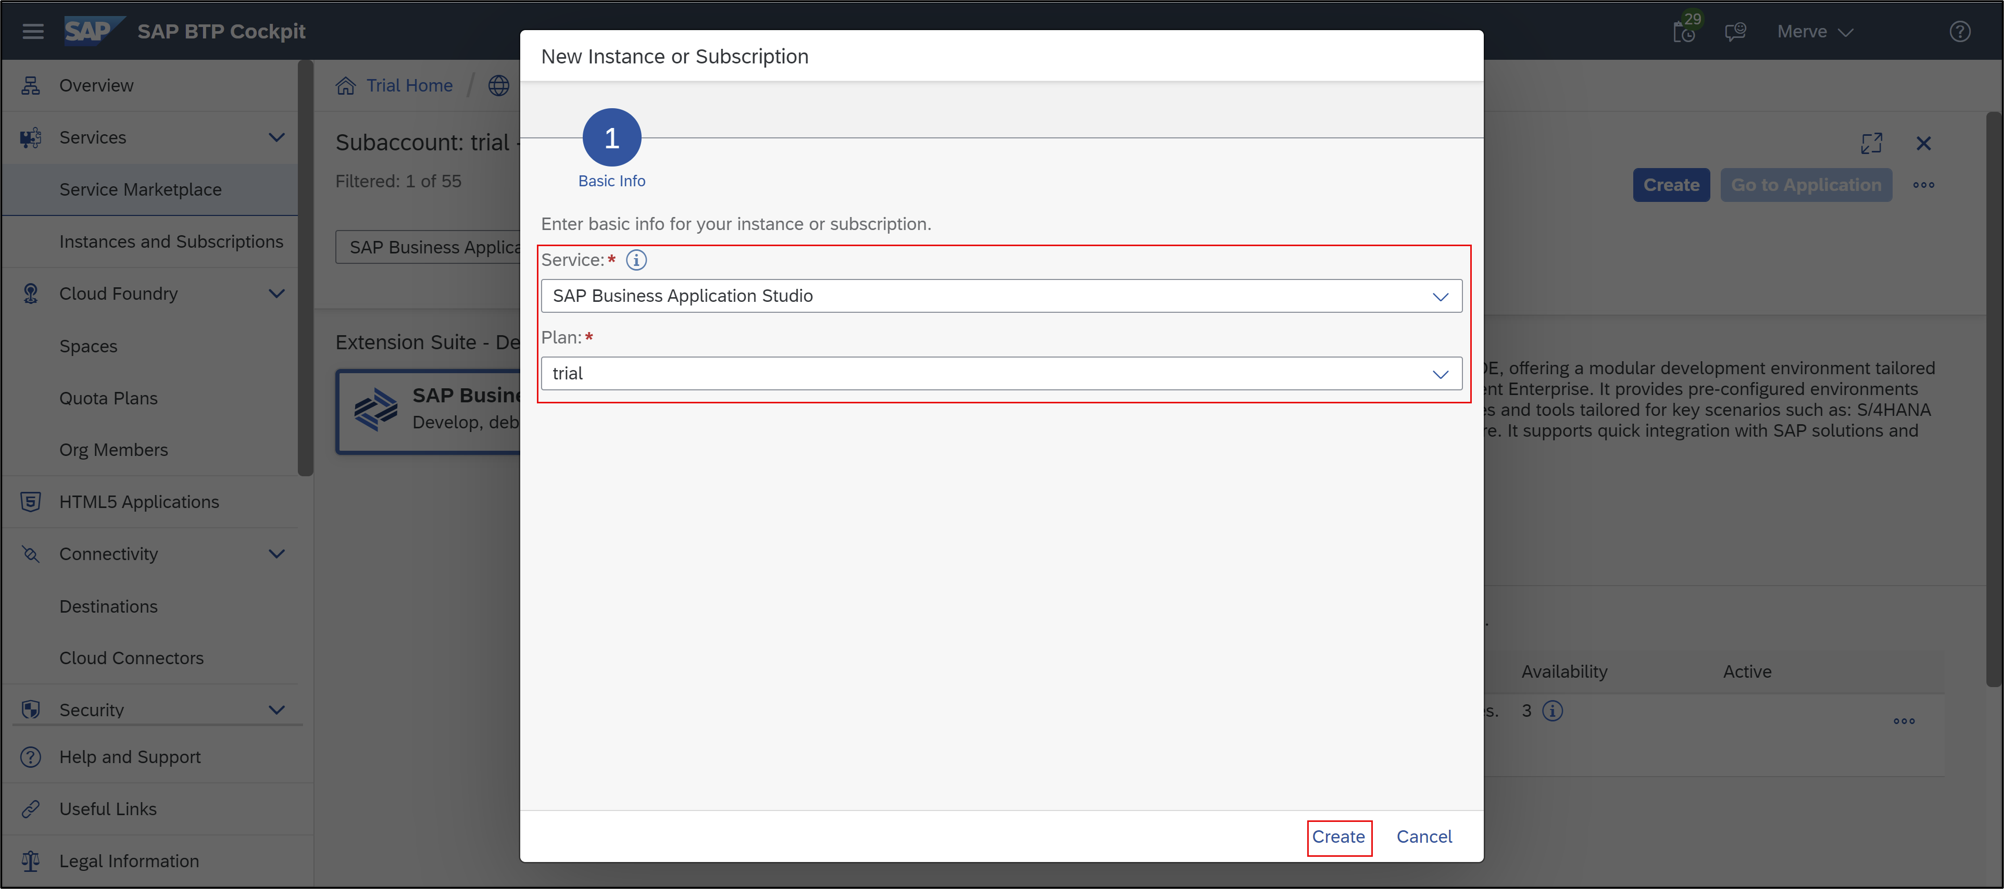 SAP SAP BTP Cockpit
29
Merve
Overview
Services
Service Marketplace
Instances and Subscriptions
Cloud Foundry
Spaces
Quota Plans
Org Members
HTML5 Applications
Connectivity
Destinations
Cloud Connectors
Security
Help and Support
Useful Links
Legal Information
Trial Home /
Subaccount: trial -
Filtered: 1 of 55
SAP Business Applica
Extension Suite - De
SAP Busine
Develop, deb
New Instance or Subscription
1
Basic Info
Enter basic info for your instance or subscription.
Service:*
SAP Business Application Studio
Plan:*
trial
Create Cancel
Create Go to Application
DE, offering a modular development environment tailored
nt Enterprise. It provides pre-configured environments
s and tools tailored for key scenarios such as: S/4HANA
re. It supports quick integration with SAP solutions and
Availability Active
s. 3